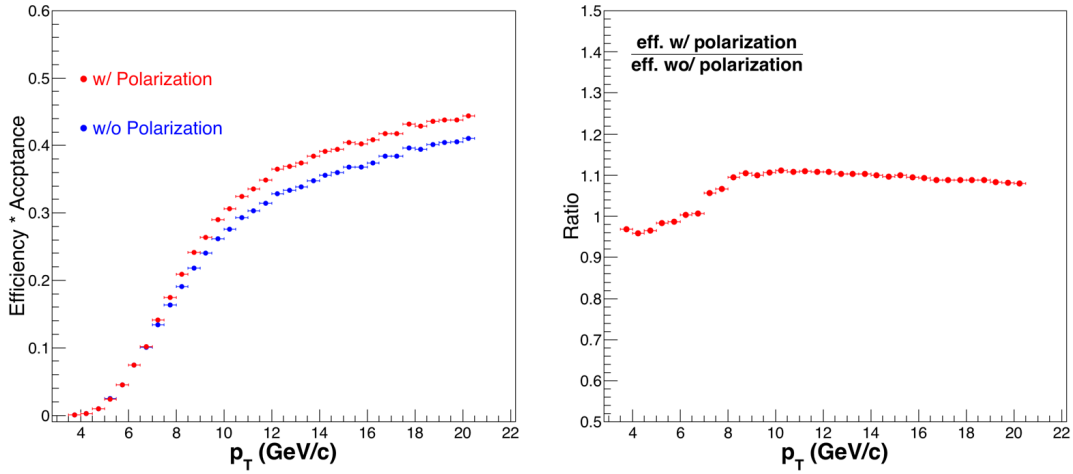 0.6
0.5
0.4
0.3
0.2
0.1
0
Efficiency * Accptance
w/ Polarization
w/o Polarization
4 6 8 10 12 14 16 18 20 22
p_T (GeV/c)
1.5
1.4
1.3
1.2
1.1
1
0.9
0.8
0.7
0.6
0.5
Ratio
eff. w/ polarization
eff. wo/ polarization
4 6 8 10 12 14 16 18 20 22
p_T (GeV/c)